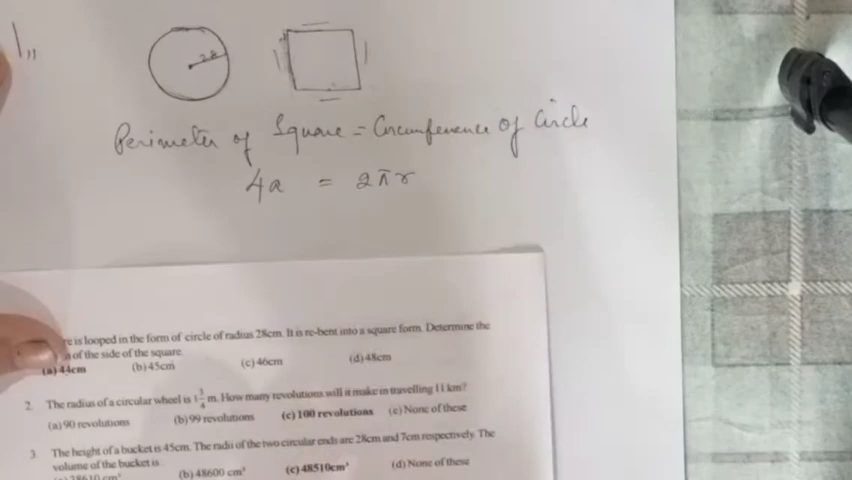 1,,
28
Perimeter of Square = Circumference of Circle
4a = 2πr
re is looped in the form of circle of radius 28cm. It is re-bent into a square form. Determine the
of the side of the square.
(a) 44cm (b) 45cm (c) 46cm (d) 48cm
2. The radius of a circular wheel is 1 3/4 m. How many revolutions will it make in travelling 11 km?
(a) 90 revolutions (b) 99 revolutions (c) 100 revolutions (e) None of these
3. The height of a bucket is 45cm. The radii of the two circular ends are 28cm and 7cm respectively. The
volume of the bucket is
38610 cm³ (b) 48600 cm³ (c) 48510cm³ (d) None of these